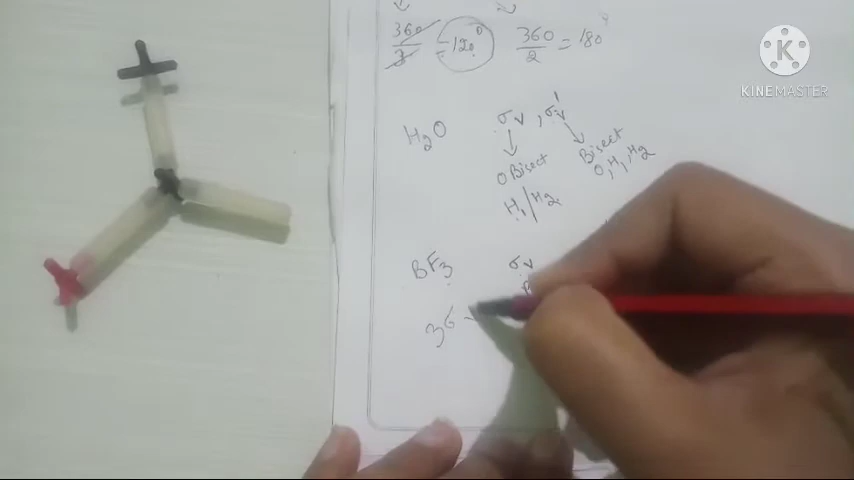 360/3 = 120° 360/2 = 180°
H2O σv , σv'
O Bisect Bisect
H1/H2 O, H1, H2
BF3 σv
3σ
K
KINEMASTER